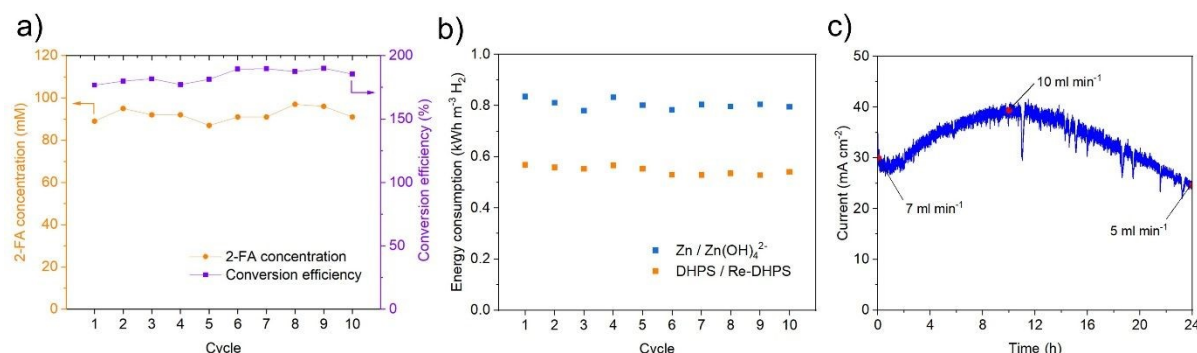 a)
2-FA concentration (mM)
120
100
80
60
40
20
0
200
150
100
50
0
Conversion efficiency (%)
2-FA concentration
Conversion efficiency
1 2 3 4 5 6 7 8 9 10
Cycle
b)
Energy consumption (kWh m⁻³ H₂)
1.0
0.8
0.6
0.4
0.2
0.0
Zn / Zn(OH)₄²⁻
DHPS / Re-DHPS
1 2 3 4 5 6 7 8 9 10
Cycle
c)
Current (mA cm⁻²)
50
40
30
20
10
0
10 ml min⁻¹
7 ml min⁻¹
5 ml min⁻¹
0 4 8 12 16 20 24
Time (h)